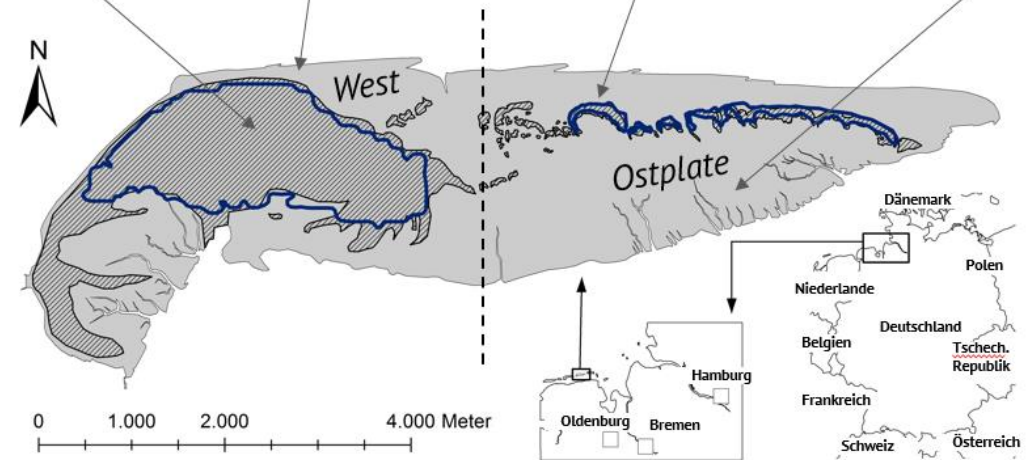 N
West
Ostplate
0 1.000 2.000 4.000 Meter
Oldenburg
Hamburg
Bremen
Dänemark
Polen
Niederlande
Deutschland
Belgien
Tschech.
Republik
Frankreich
Schweiz
Österreich